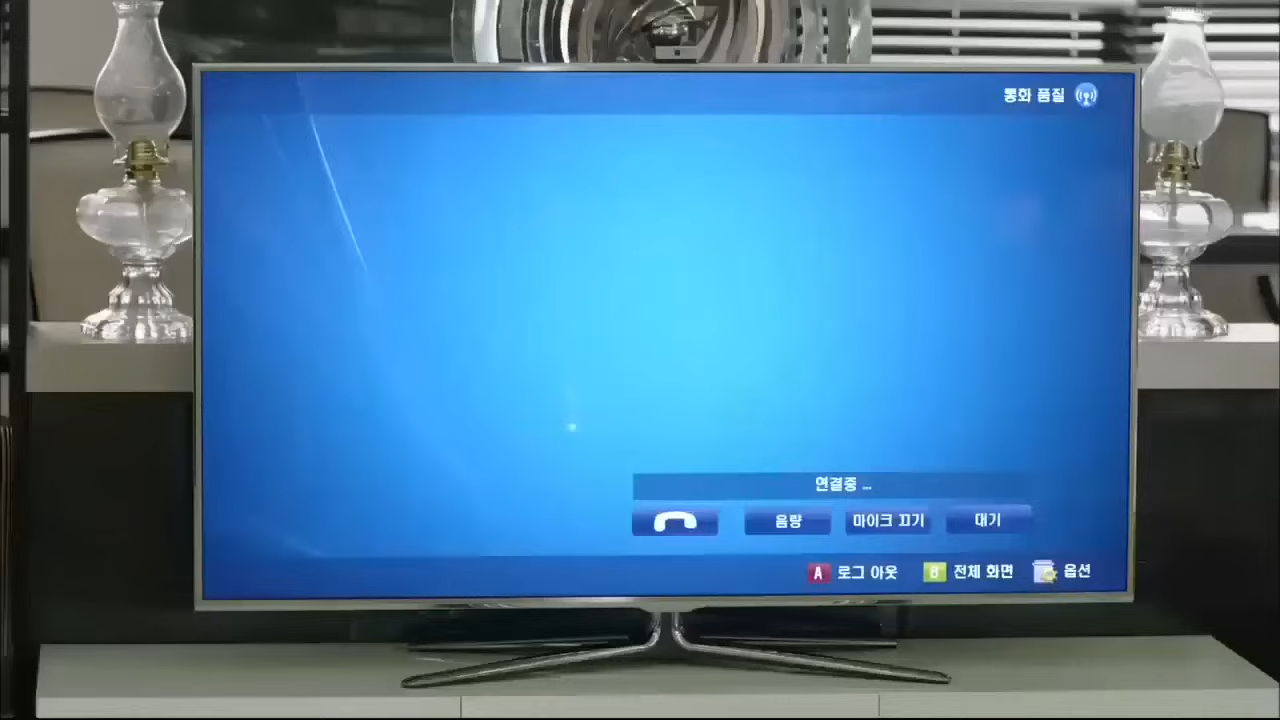 통화 품질
연결중 ...
음량 마이크 끄기 대기
A 로그 아웃 B 전체 화면 옵션